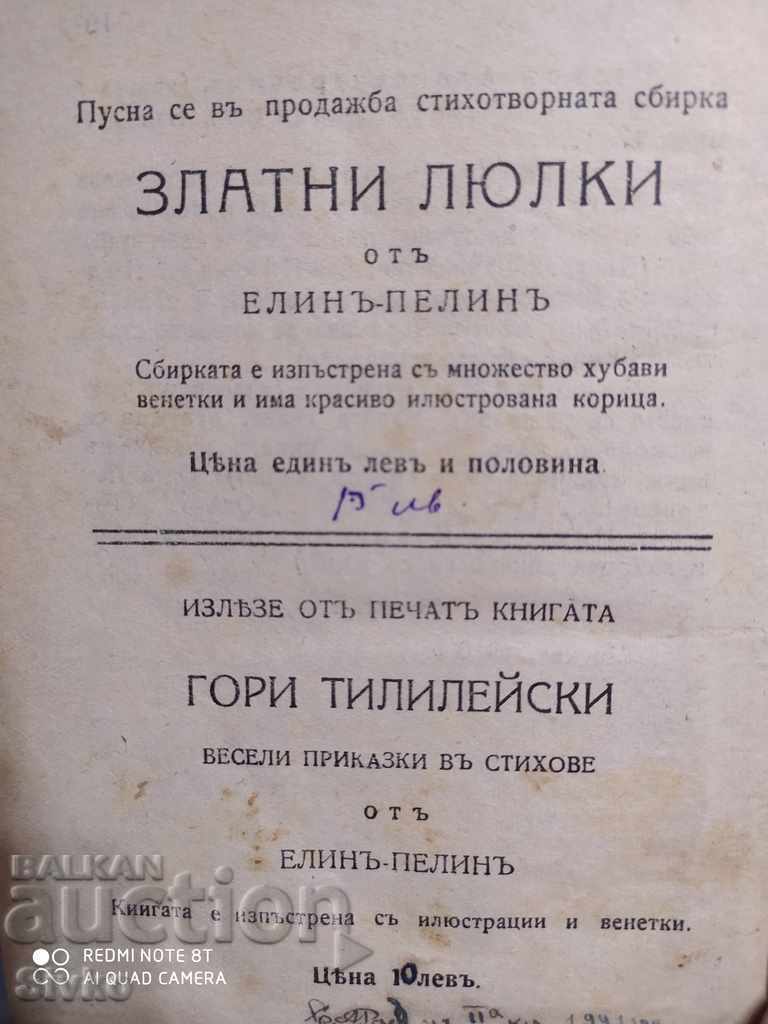 Пусна се въ продажба стихотворната сбирка
ЗЛАТНИ ЛЮЛКИ
отъ
ЕЛИНЪ-ПЕЛИНЪ
Сбирката е изпъстрена съ множество хубави
венетки и има красиво илюстрована корица.
Цѣна единъ левъ и половина.
лв.
ИЗЛѢЗЕ ОТЪ ПЕЧАТЪ КНИГАТА
ГОРИ ТИЛИЛЕЙСКИ
ВЕСЕЛИ ПРИКАЗКИ ВЪ СТИХОВЕ
отъ
ЕЛИНЪ-ПЕЛИНЪ
Книгата е изпъстрена съ илюстрации и венетки.
Цѣна 10 левъ.
BALKAN
auction
REDMI NOTE 8T
AI QUAD CAMERA
Sivko